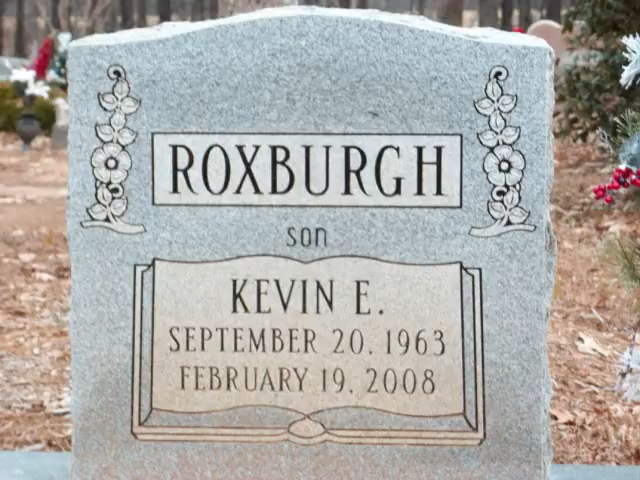 ROXBURGH
son
KEVIN E.
SEPTEMBER 20, 1963
FEBRUARY 19, 2008